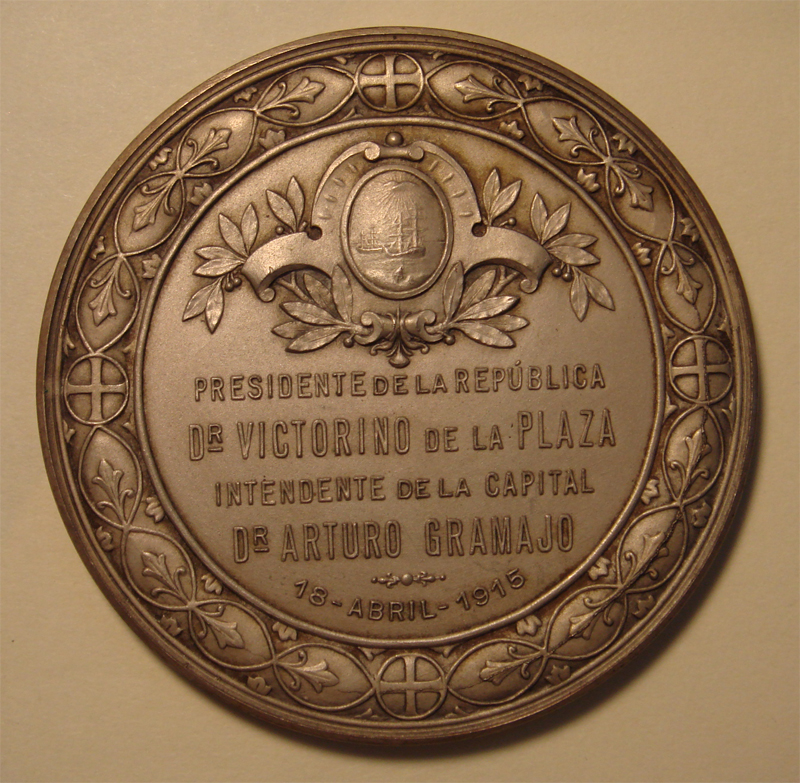 PRESIDENTE DE LA REPÚBLICA
DR VICTORINO DE LA PLAZA
INTENDENTE DE LA CAPITAL
DR ARTURO GRAMAJO
18-ABRIL-1915